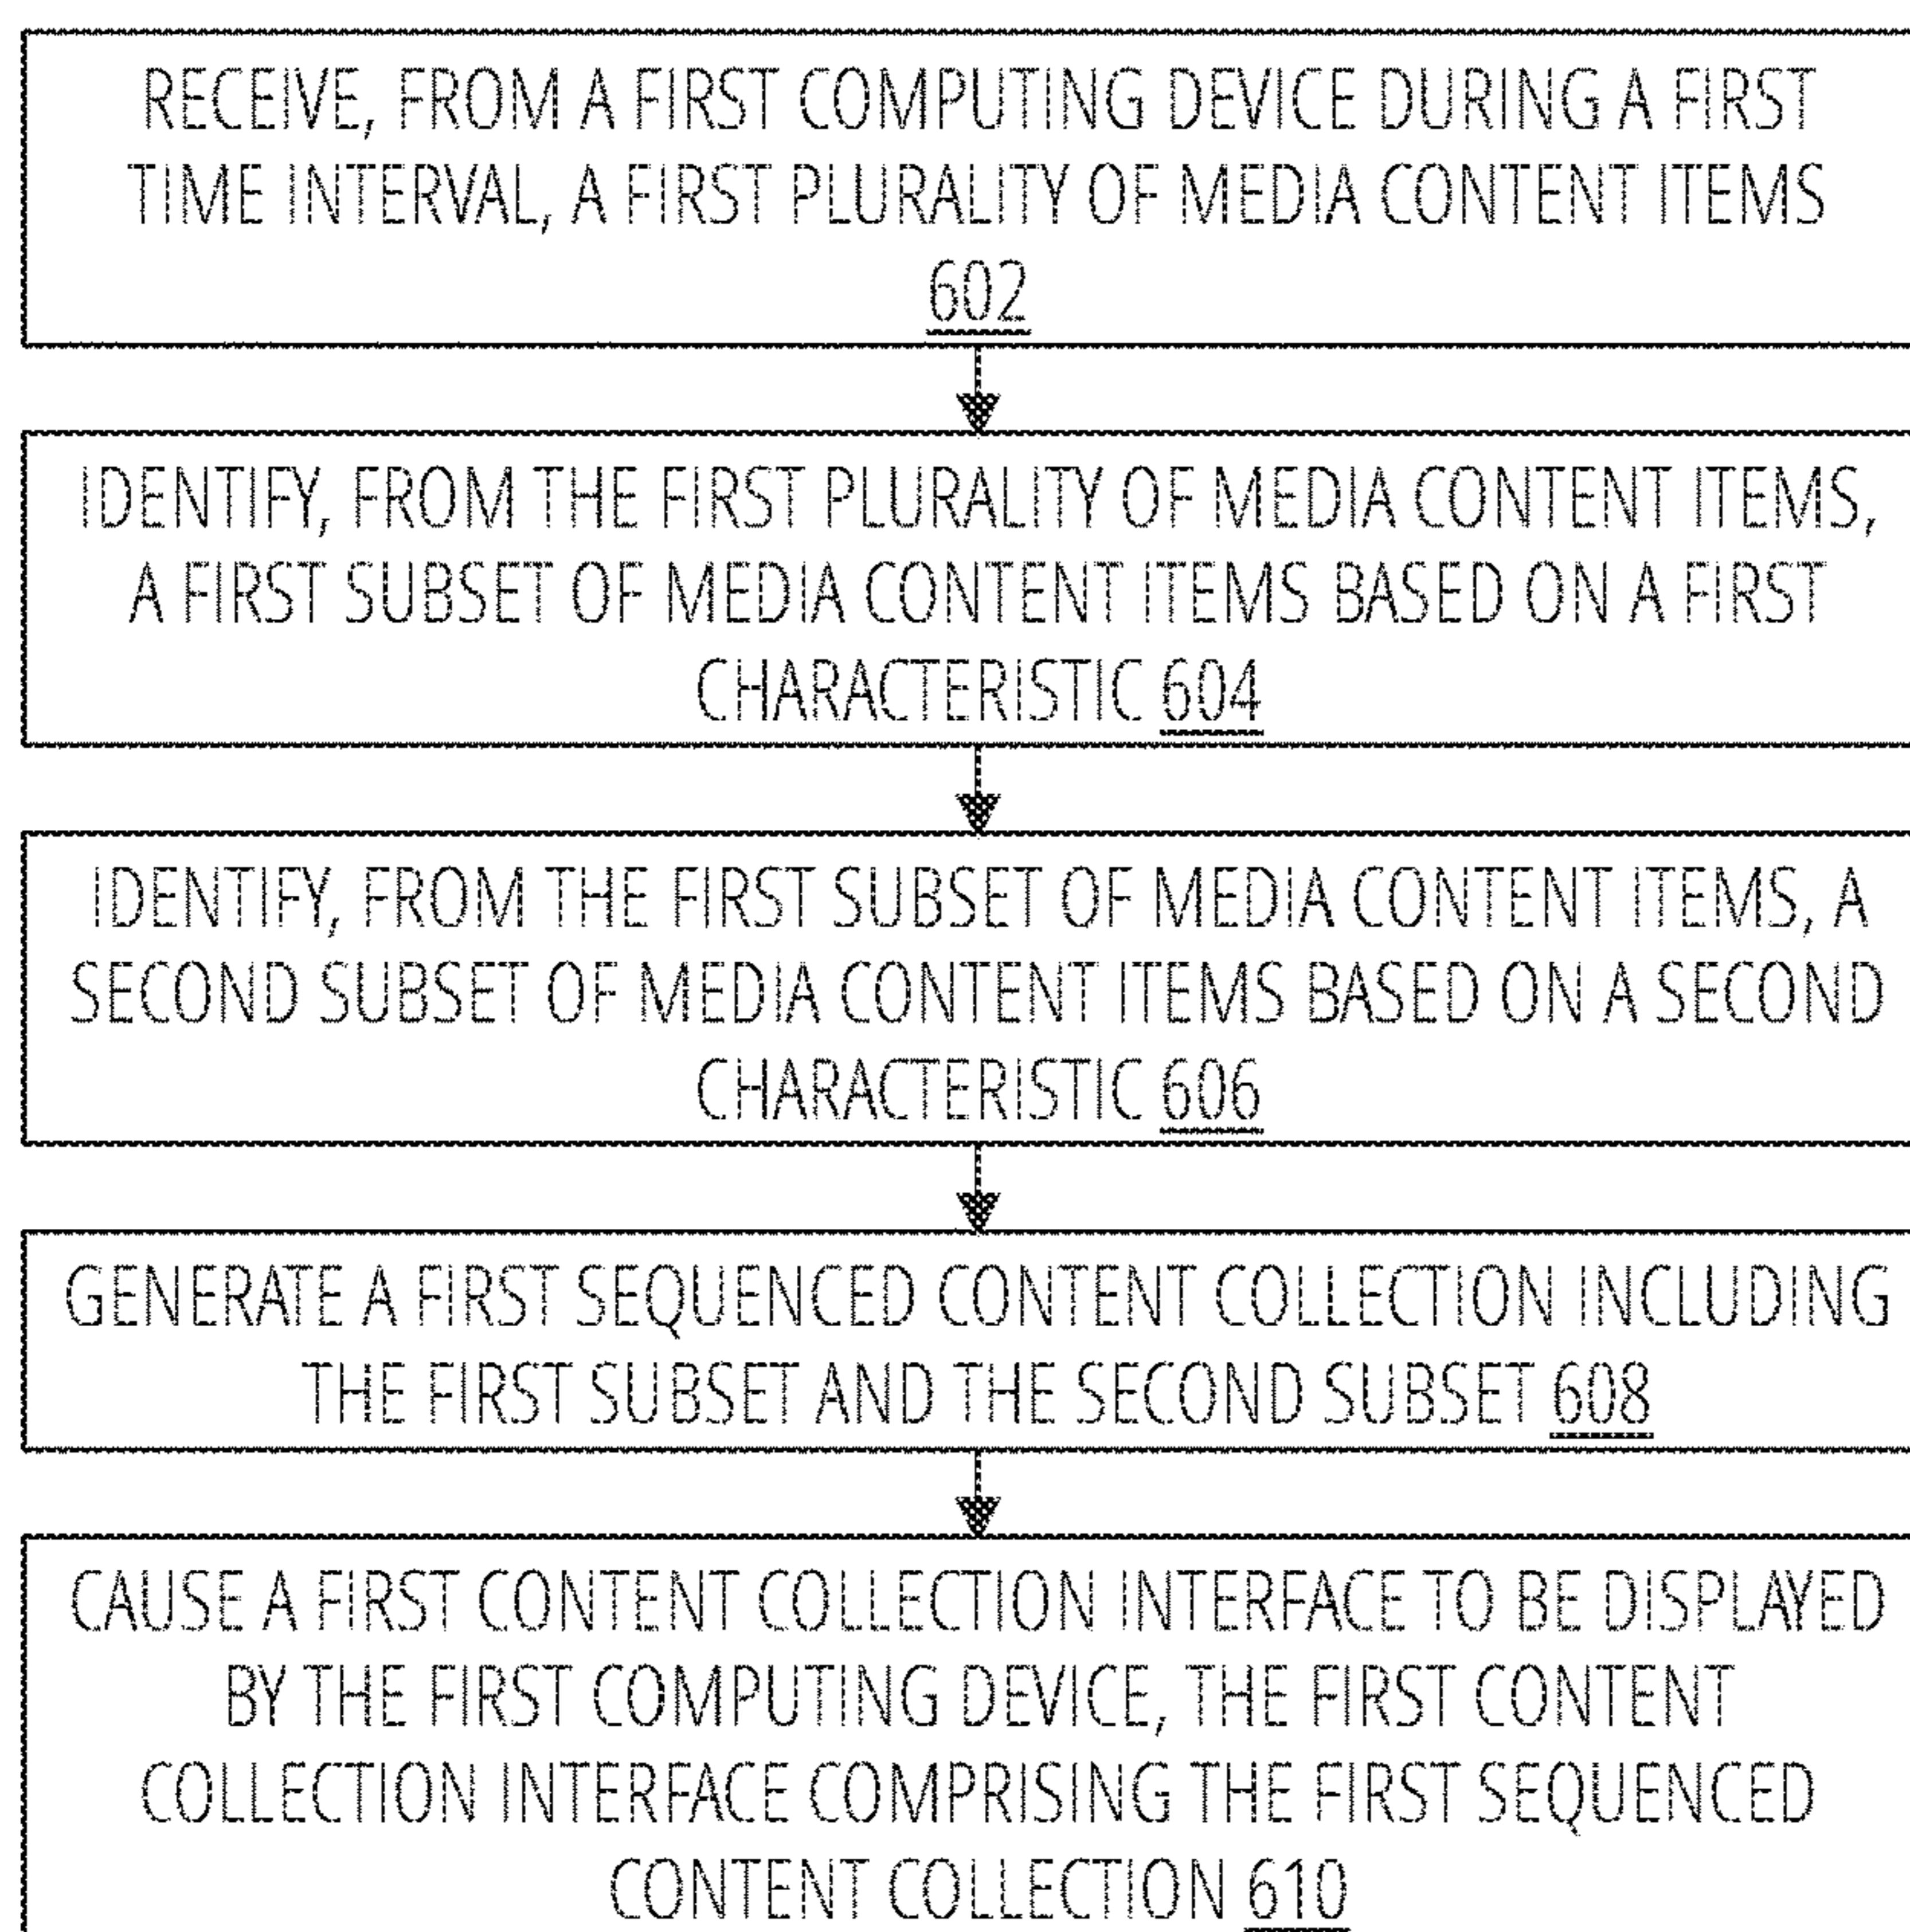 RECEIVE, FROM A FIRST COMPUTING DEVICE DURING A FIRST
TIME INTERVAL, A FIRST PLURALITY OF MEDIA CONTENT ITEMS
602
IDENTIFY, FROM THE FIRST PLURALITY OF MEDIA CONTENT ITEMS,
A FIRST SUBSET OF MEDIA CONTENT ITEMS BASED ON A FIRST
CHARACTERISTIC 604
IDENTIFY, FROM THE FIRST SUBSET OF MEDIA CONTENT ITEMS, A
SECOND SUBSET OF MEDIA CONTENT ITEMS BASED ON A SECOND
CHARACTERISTIC 606
GENERATE A FIRST SEQUENCED CONTENT COLLECTION INCLUDING
THE FIRST SUBSET AND THE SECOND SUBSET 608
CAUSE A FIRST CONTENT COLLECTION INTERFACE TO BE DISPLAYED
BY THE FIRST COMPUTING DEVICE, THE FIRST CONTENT
COLLECTION INTERFACE COMPRISING THE FIRST SEQUENCED
CONTENT COLLECTION 610